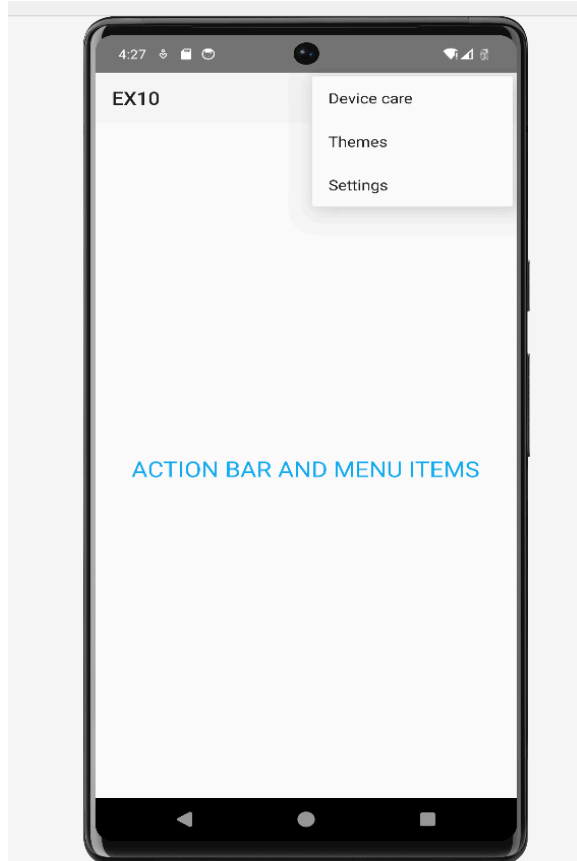 4:27
EX10
Device care
Themes
Settings
ACTION BAR AND MENU ITEMS